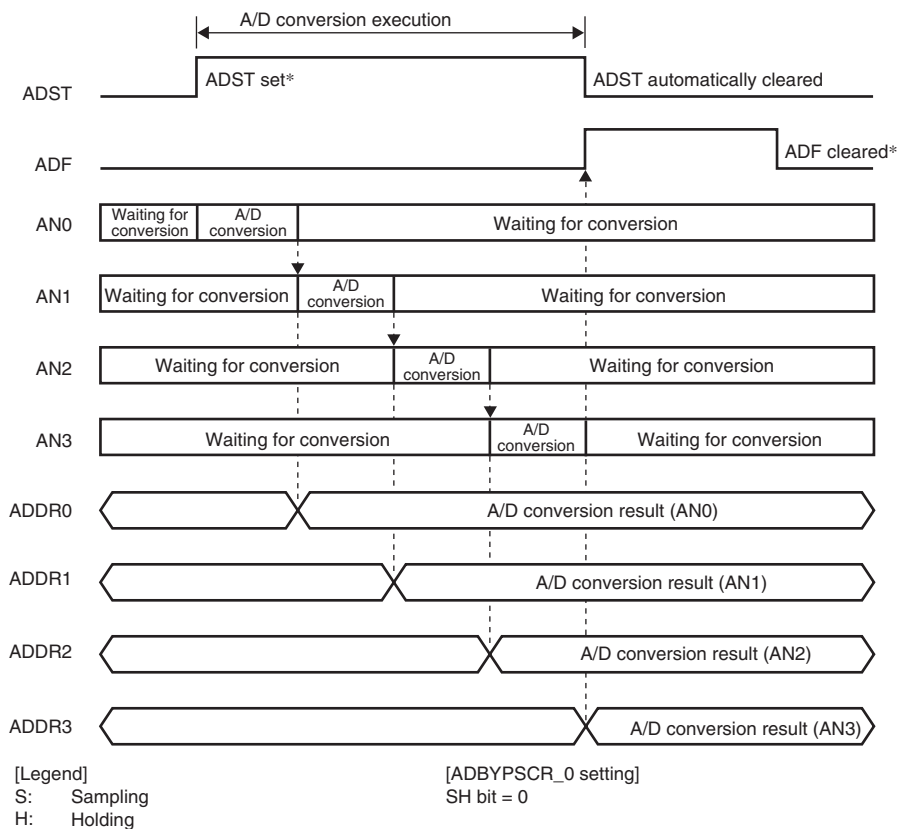 A/D conversion execution
ADST
ADST set*
ADST automatically cleared
ADF
ADF cleared*
AN0
Waiting for
conversion
A/D
conversion
Waiting for conversion
AN1
Waiting for conversion
A/D
conversion
Waiting for conversion
AN2
Waiting for conversion
A/D
conversion
Waiting for conversion
AN3
Waiting for conversion
A/D
conversion
Waiting for conversion
ADDR0
A/D conversion result (AN0)
ADDR1
A/D conversion result (AN1)
ADDR2
A/D conversion result (AN2)
ADDR3
A/D conversion result (AN3)
[Legend]
S: Sampling
H: Holding
[ADBYPSCR_0 setting]
SH bit = 0